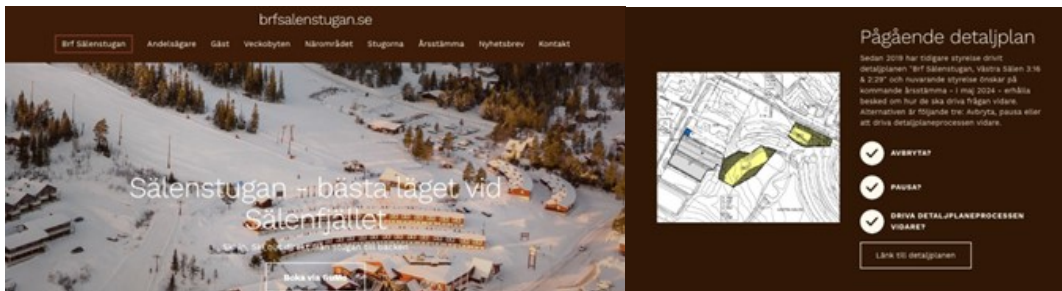 brfsalenstugan.se
Brf Sälenstugan Andelsägare Gäst Veckobyten Närområdet Stugorna Årsstämma Nyhetsbrev Kontakt
Sälenstugan - bästa läget vid
Sälenfjället
stugan till backen
Boka via
Pågående detaljplan
Sedan 2019 har tidigare styrelse drivit
detaljplanen "Brf Sälenstugan, Västra Sälen 3:16
& 2:29" och nuvarande styrelse önskar på
kommande årsstämma - i maj 2024 - erhålla
besked om hur de ska driva frågan vidare.
Alternativen är följande tre: Avbryta, pausa eller
att driva detaljplaneprocessen vidare.
AVBRYTA?
PAUSA?
DRIVA DETALJPLANEPROCESSEN
VIDARE?
Länk till detaljplanen